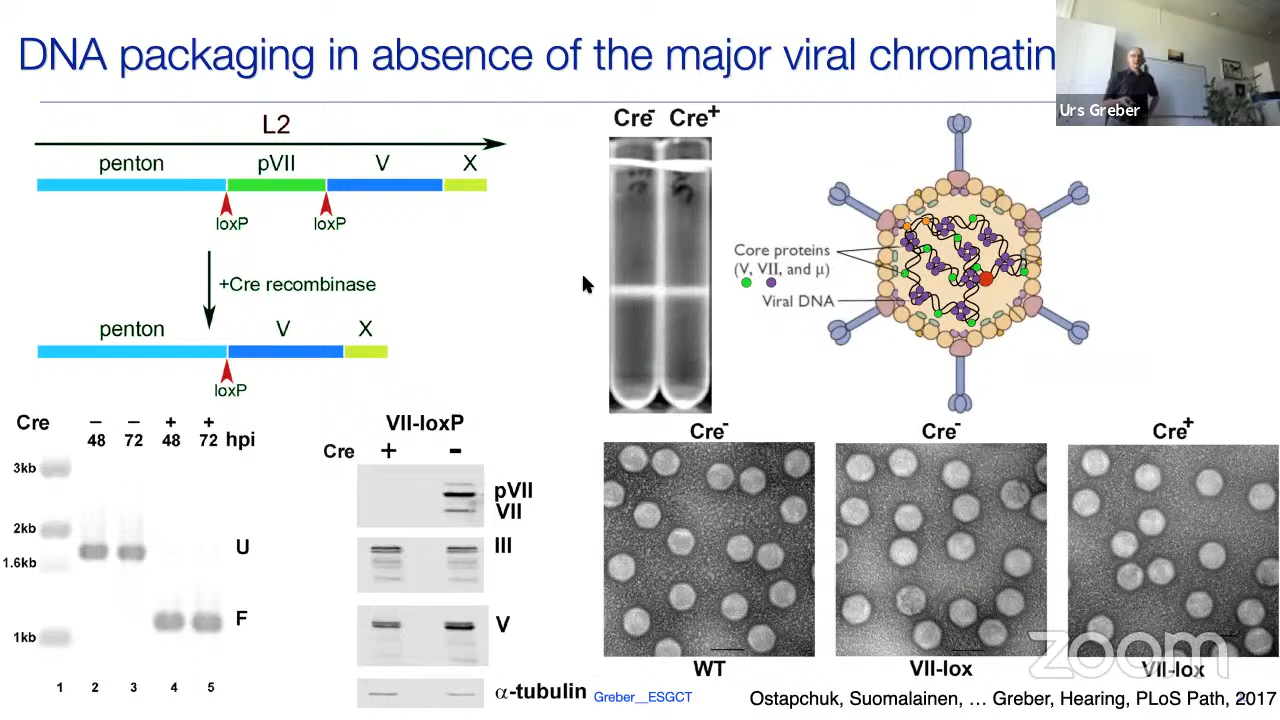 DNA packaging in absence of the major viral chromatin
Urs Greber
L2
penton pVII V X
loxP loxP
+Cre recombinase
penton V X
loxP
Cre⁻ Cre⁺
Core proteins
(V, VII, and μ)
Viral DNA
Cre – – + + 
48 72 48 72 hpi
3kb
2kb
1.6kb
1kb
U
F
1 2 3 4 5
VII-loxP
Cre + -
pVII
VII
III
V
α-tubulin
Cre⁻ Cre⁻ Cre⁺
WT VII-lox VII-lox
zoom
Greber__ESGCT
Ostapchuk, Suomalainen, … Greber, Hearing, PLoS Path, 2017